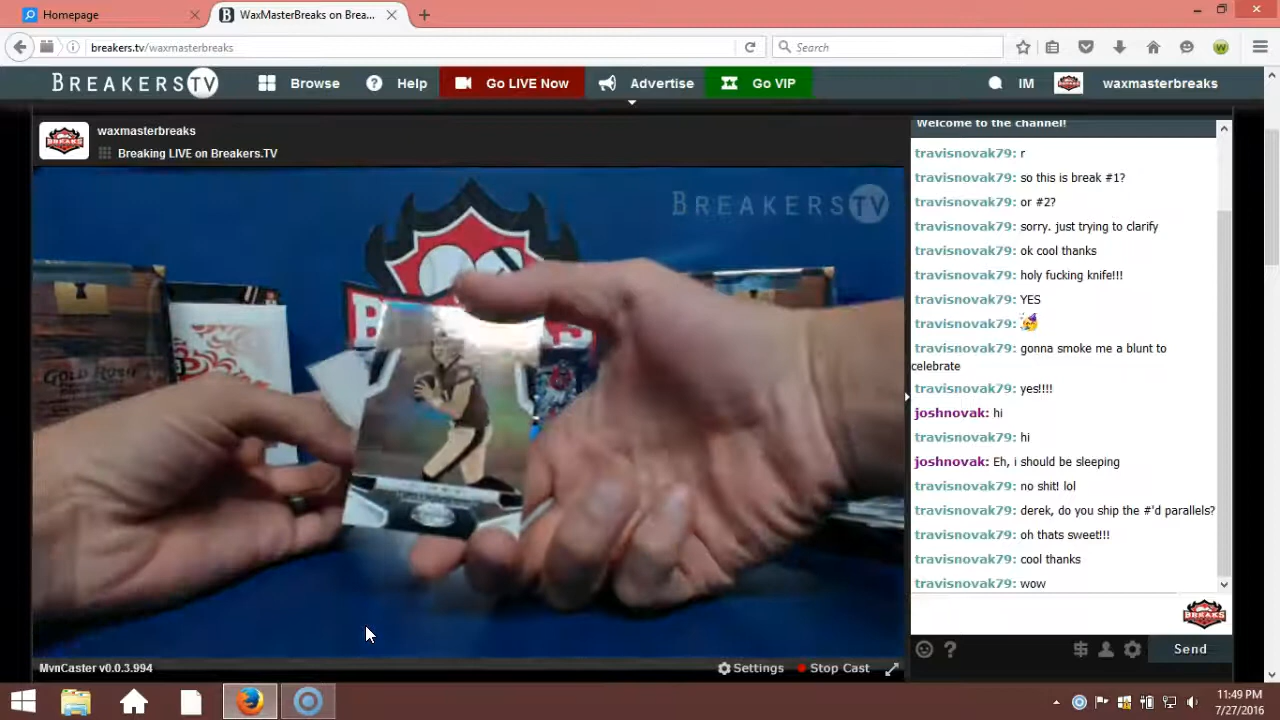 Homepage
WaxMasterBreaks on Brea...
breakers.tv/waxmasterbreaks
Search
BREAKERSTV
Browse
Help
Go LIVE Now
Advertise
Go VIP
IM
waxmasterbreaks
waxmasterbreaks
Breaking LIVE on Breakers.TV
BREAKERSTV
GOLD RUSH
Welcome to the channel!
travisnovak79: r
travisnovak79: so this is break #1?
travisnovak79: or #2?
travisnovak79: sorry. just trying to clarify
travisnovak79: ok cool thanks
travisnovak79: holy fucking knife!!!
travisnovak79: YES
travisnovak79:
travisnovak79: gonna smoke me a blunt to
celebrate
travisnovak79: yes!!!!
joshnovak: hi
travisnovak79: hi
joshnovak: Eh, i should be sleeping
travisnovak79: no shit! lol
travisnovak79: derek, do you ship the #'d parallels?
travisnovak79: oh thats sweet!!!
travisnovak79: cool thanks
travisnovak79: wow
Send
MvnCaster v0.0.3.994
Settings
Stop Cast
11:49 PM
7/27/2016